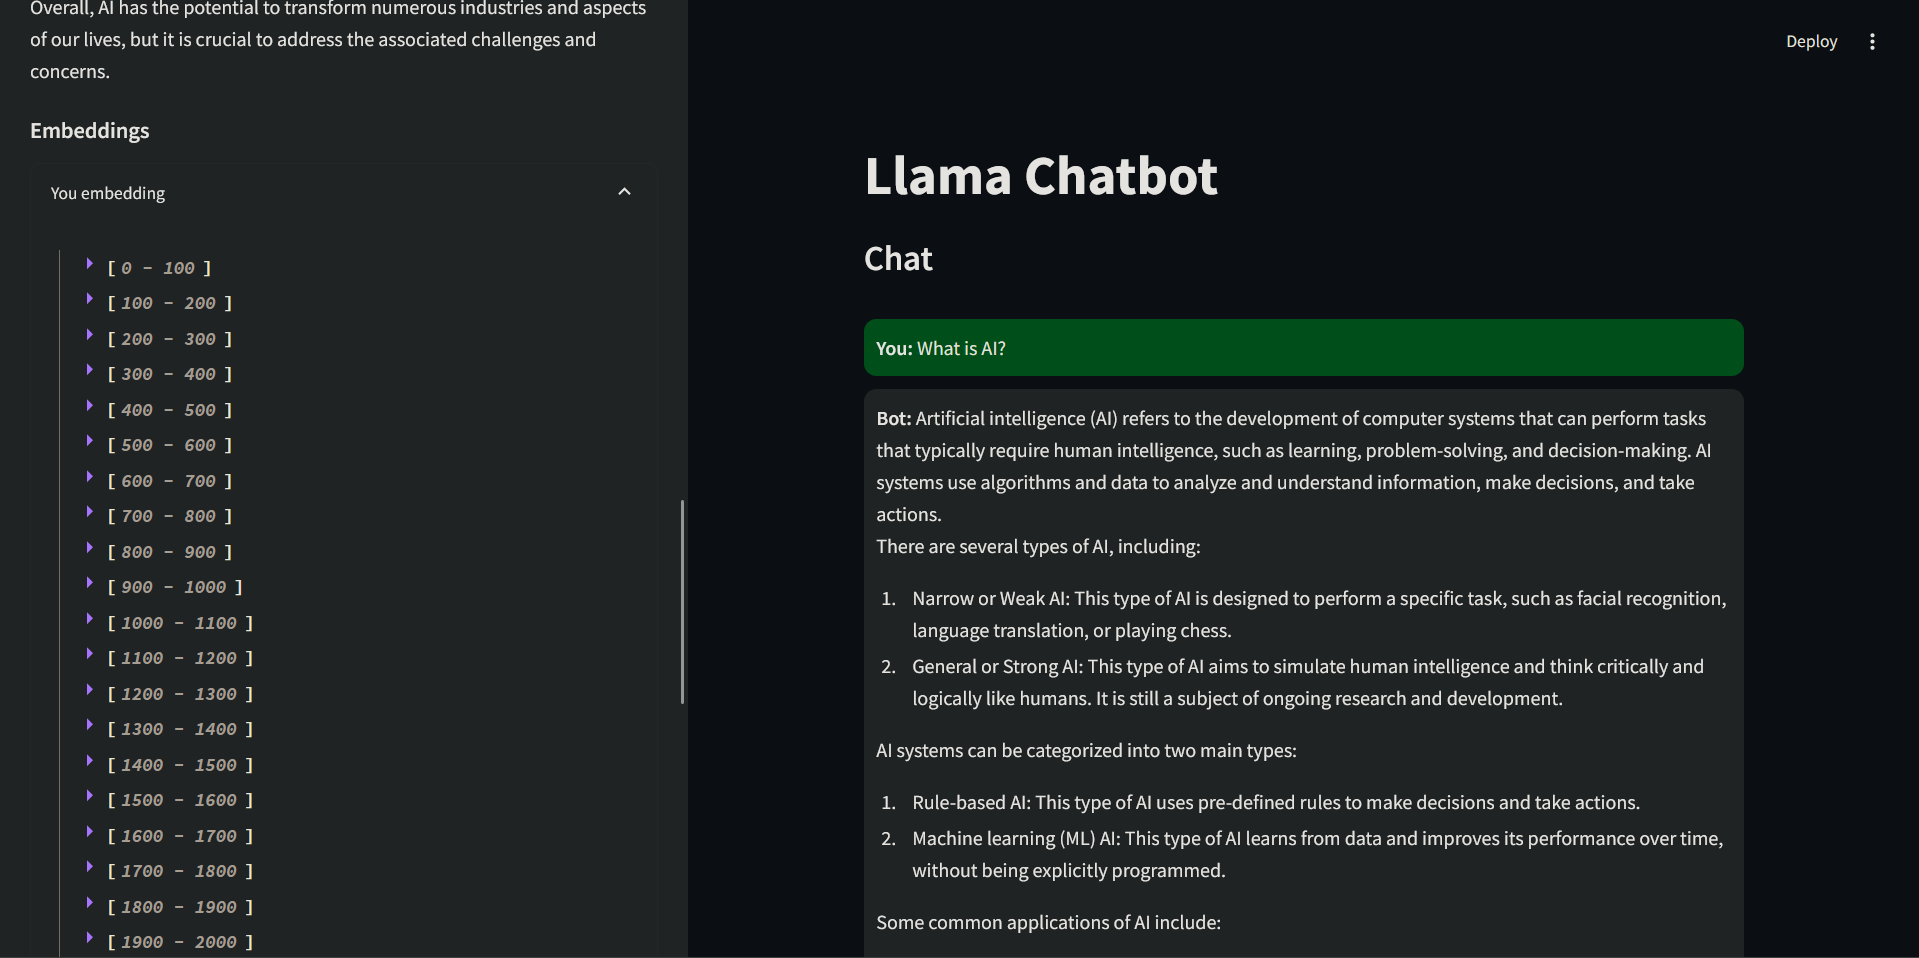 Overall, AI has the potential to transform numerous industries and aspects
of our lives, but it is crucial to address the associated challenges and
concerns.
Embeddings
You embedding
[ 0 - 100 ]
[ 100 - 200 ]
[ 200 - 300 ]
[ 300 - 400 ]
[ 400 - 500 ]
[ 500 - 600 ]
[ 600 - 700 ]
[ 700 - 800 ]
[ 800 - 900 ]
[ 900 - 1000 ]
[ 1000 - 1100 ]
[ 1100 - 1200 ]
[ 1200 - 1300 ]
[ 1300 - 1400 ]
[ 1400 - 1500 ]
[ 1500 - 1600 ]
[ 1600 - 1700 ]
[ 1700 - 1800 ]
[ 1800 - 1900 ]
[ 1900 - 2000 ]
Deploy
Llama Chatbot
Chat
You: What is AI?
Bot: Artificial intelligence (AI) refers to the development of computer systems that can perform tasks
that typically require human intelligence, such as learning, problem-solving, and decision-making. AI
systems use algorithms and data to analyze and understand information, make decisions, and take
actions.
There are several types of AI, including:
1. Narrow or Weak AI: This type of AI is designed to perform a specific task, such as facial recognition,
language translation, or playing chess.
2. General or Strong AI: This type of AI aims to simulate human intelligence and think critically and
logically like humans. It is still a subject of ongoing research and development.
AI systems can be categorized into two main types:
1. Rule-based AI: This type of AI uses pre-defined rules to make decisions and take actions.
2. Machine learning (ML) AI: This type of AI learns from data and improves its performance over time,
without being explicitly programmed.
Some common applications of AI include: